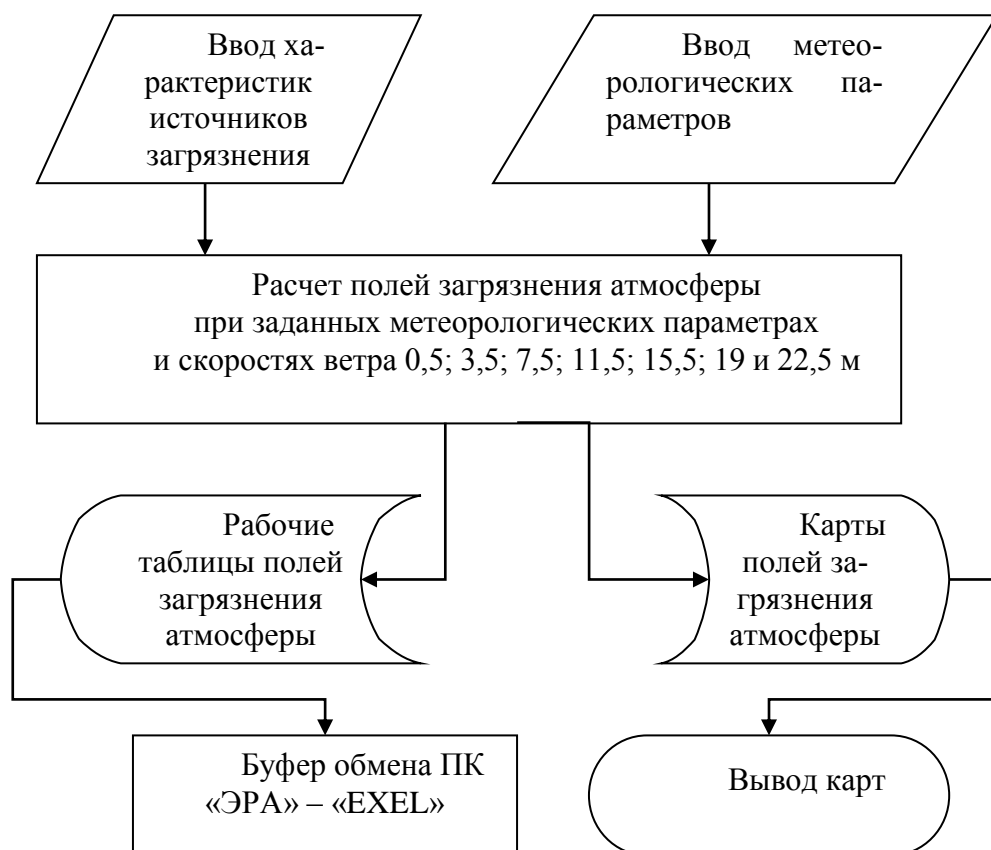 Ввод ха-
рактеристик
источников
загрязнения
Ввод метео-
рологических па-
раметров
Расчет полей загрязнения атмосферы
при заданных метеорологических параметрах
и скоростях ветра 0,5; 3,5; 7,5; 11,5; 15,5; 19 и 22,5 м
Рабочие
таблицы полей
загрязнения
атмосферы
Карты
полей за-
грязнения
атмосферы
Буфер обмена ПК
«ЭРА» – «EXEL»
Вывод карт